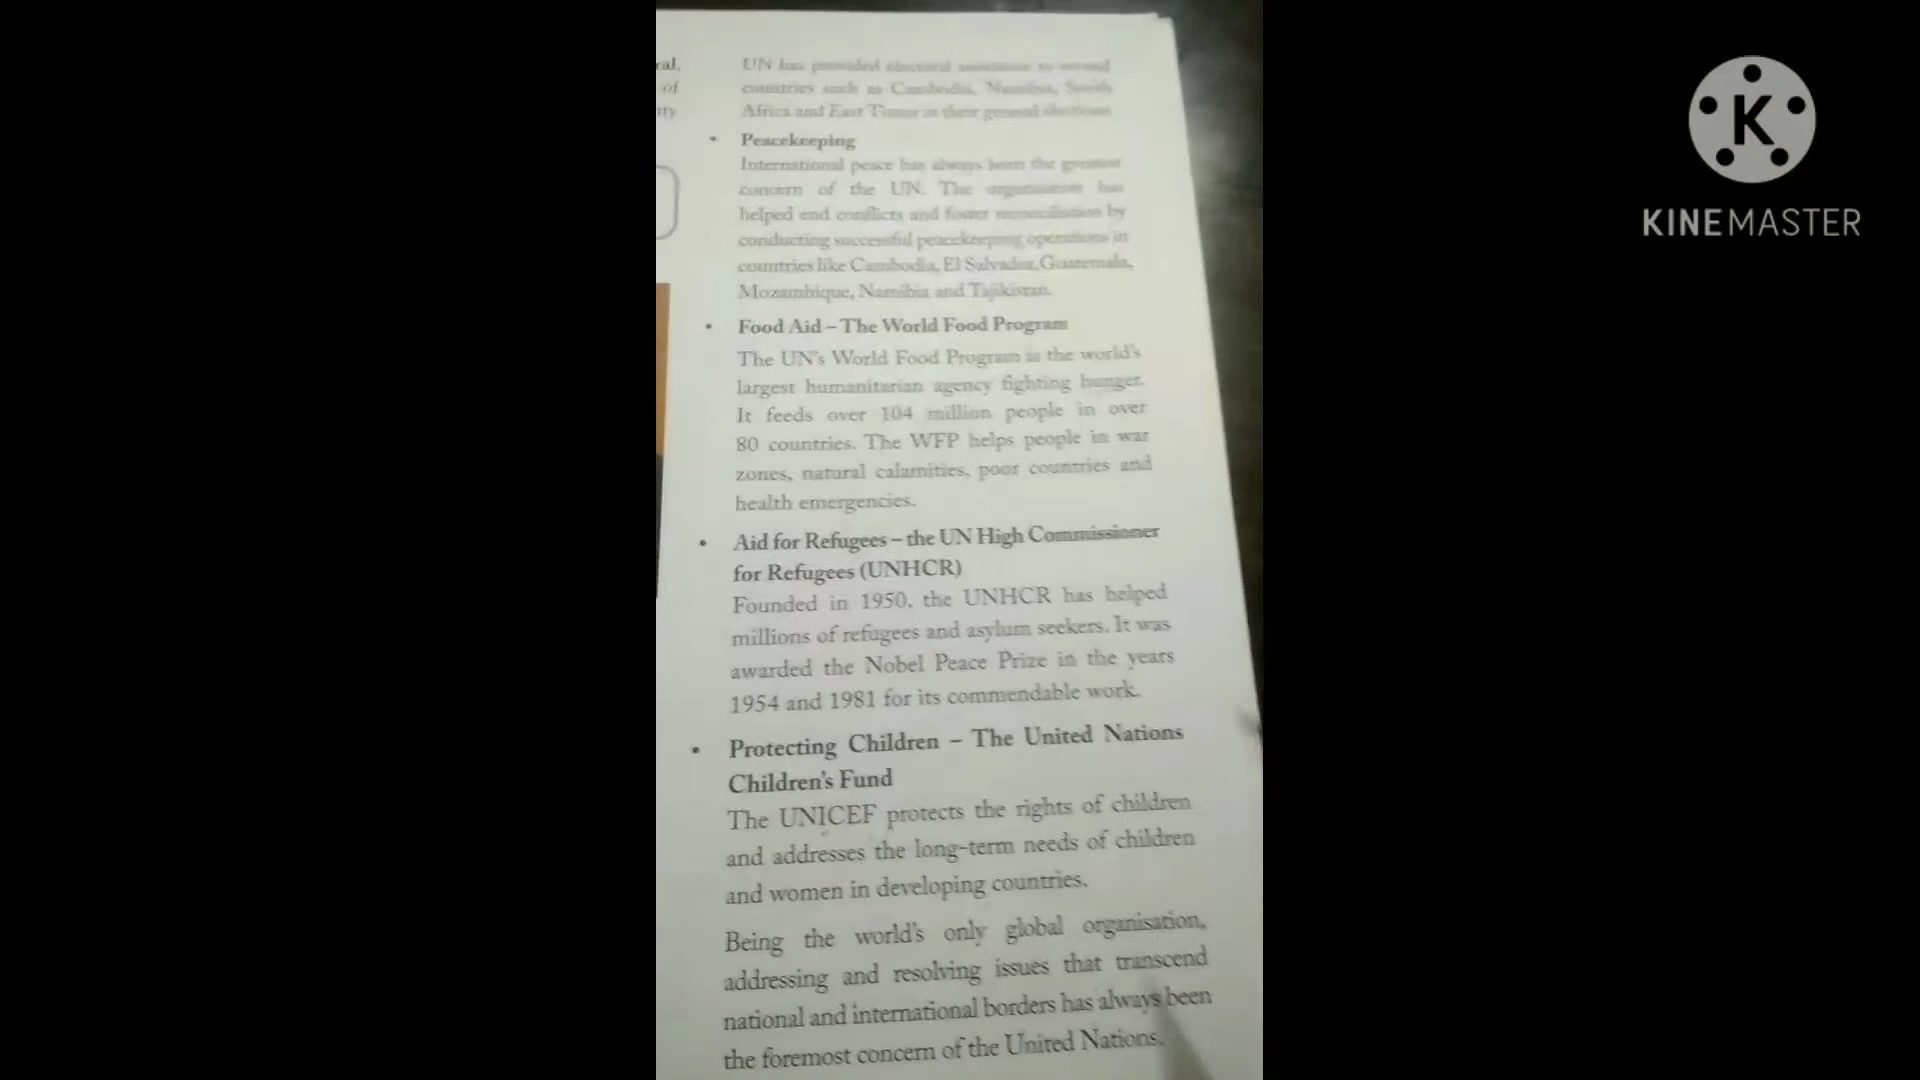 ral,
of
ity
UN has provided electoral assistance to several
countries such as Cambodia, Namibia, South
Africa and East Timor in their general elections.
• Peacekeeping
International peace has always been the greatest
concern of the UN. The organisation has
helped end conflicts and foster reconciliation by
conducting successful peacekeeping operations in
countries like Cambodia, El Salvador, Guatemala,
Mozambique, Namibia and Tajikistan.
• Food Aid – The World Food Program
The UN's World Food Program is the world's
largest humanitarian agency fighting hunger.
It feeds over 104 million people in over
80 countries. The WFP helps people in war
zones, natural calamities, poor countries and
health emergencies.
• Aid for Refugees – the UN High Commissioner
for Refugees (UNHCR)
Founded in 1950, the UNHCR has helped
millions of refugees and asylum seekers. It was
awarded the Nobel Peace Prize in the years
1954 and 1981 for its commendable work.
• Protecting Children – The United Nations
Children's Fund
The UNICEF protects the rights of children
and addresses the long-term needs of children
and women in developing countries.
Being the world's only global organisation,
addressing and resolving issues that transcend
national and international borders has always been
the foremost concern of the United Nations.
K
KINEMASTER